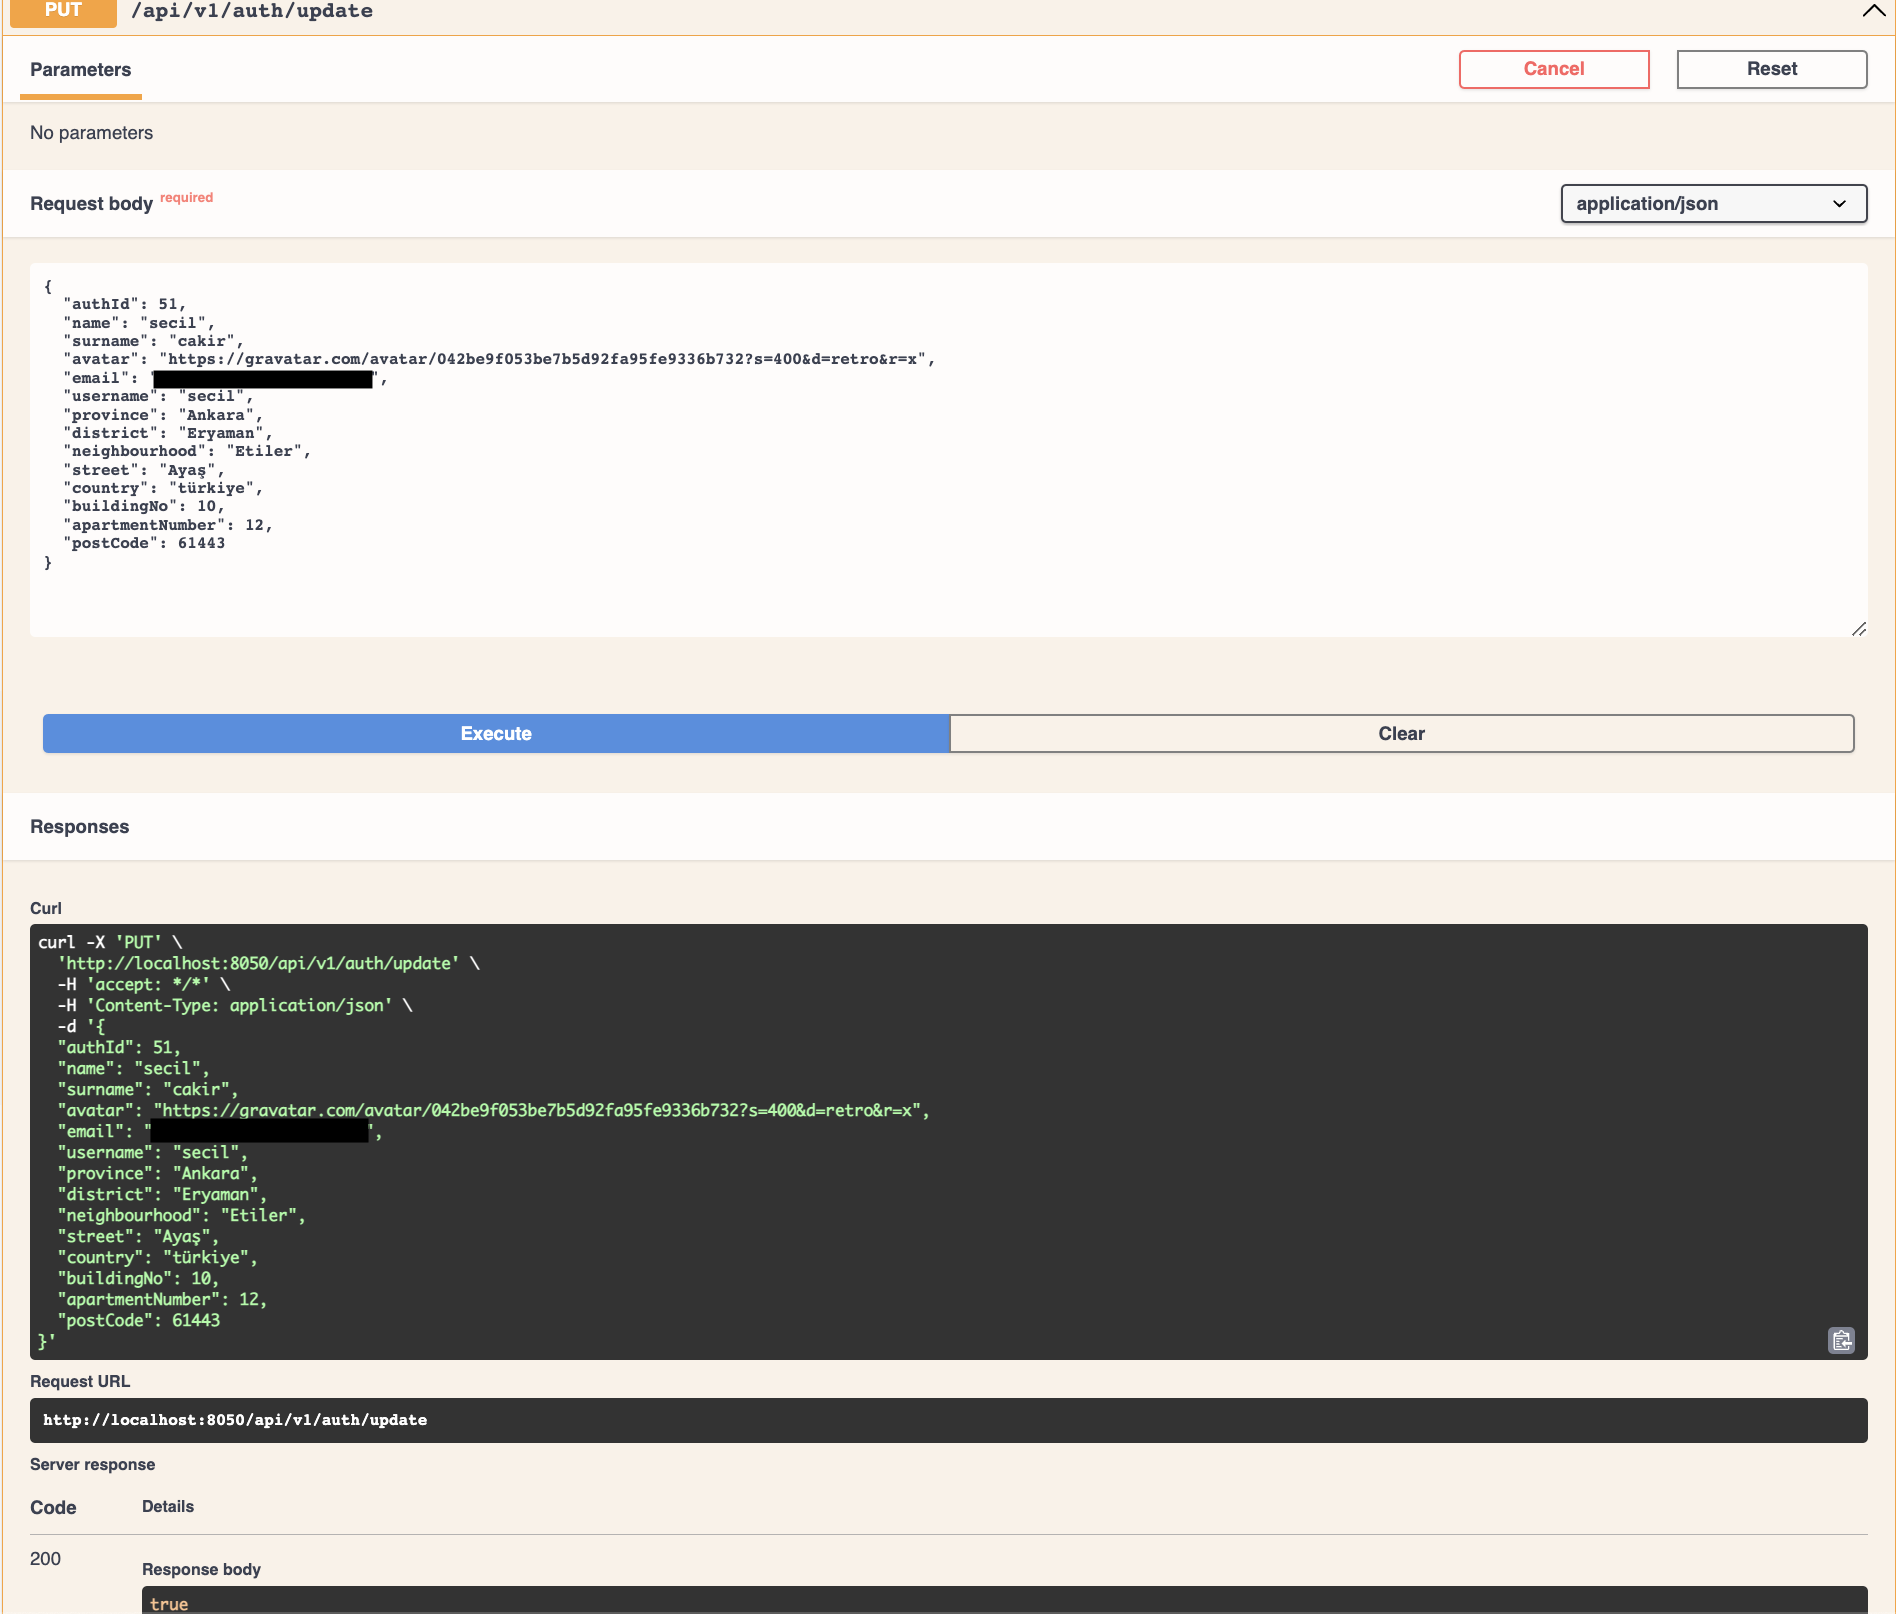 PUT /api/v1/auth/update
Parameters
Cancel
Reset
No parameters
Request body required
application/json
{
"authId": 51,
"name": "secil",
"surname": "cakir",
"avatar": "https://gravatar.com/avatar/042be9f053be7b5d92fa95fe9336b732?s=400&d=retro&r=x",
"email": "",
"username": "secil",
"province": "Ankara",
"district": "Eryaman",
"neighbourhood": "Etiler",
"street": "Ayaş",
"country": "türkiye",
"buildingNo": 10,
"apartmentNumber": 12,
"postCode": 61443
}
Execute
Clear
Responses
Curl
curl -X 'PUT' \
'http://localhost:8050/api/v1/auth/update' \
-H 'accept: */*' \
-H 'Content-Type: application/json' \
-d '{
"authId": 51,
"name": "secil",
"surname": "cakir",
"avatar": "https://gravatar.com/avatar/042be9f053be7b5d92fa95fe9336b732?s=400&d=retro&r=x",
"email": "",
"username": "secil",
"province": "Ankara",
"district": "Eryaman",
"neighbourhood": "Etiler",
"street": "Ayaş",
"country": "türkiye",
"buildingNo": 10,
"apartmentNumber": 12,
"postCode": 61443
}'
Request URL
http://localhost:8050/api/v1/auth/update
Server response
Code Details
200
Response body
true